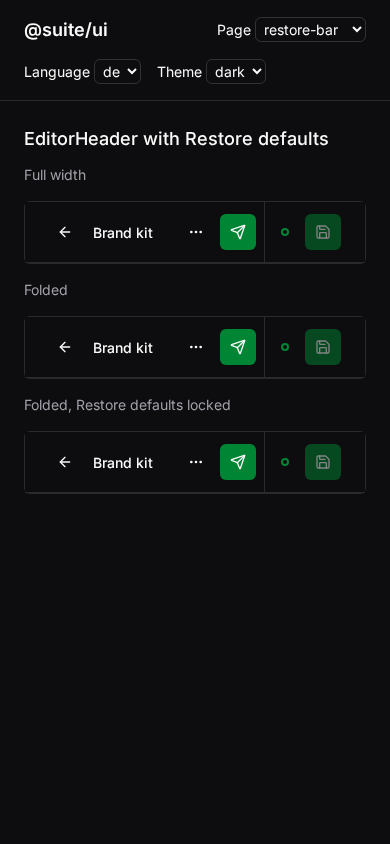 @suite/ui
Page restore-bar
Language de Theme dark
EditorHeader with Restore defaults
Full width
Brand kit
Folded
Brand kit
Folded, Restore defaults locked
Brand kit